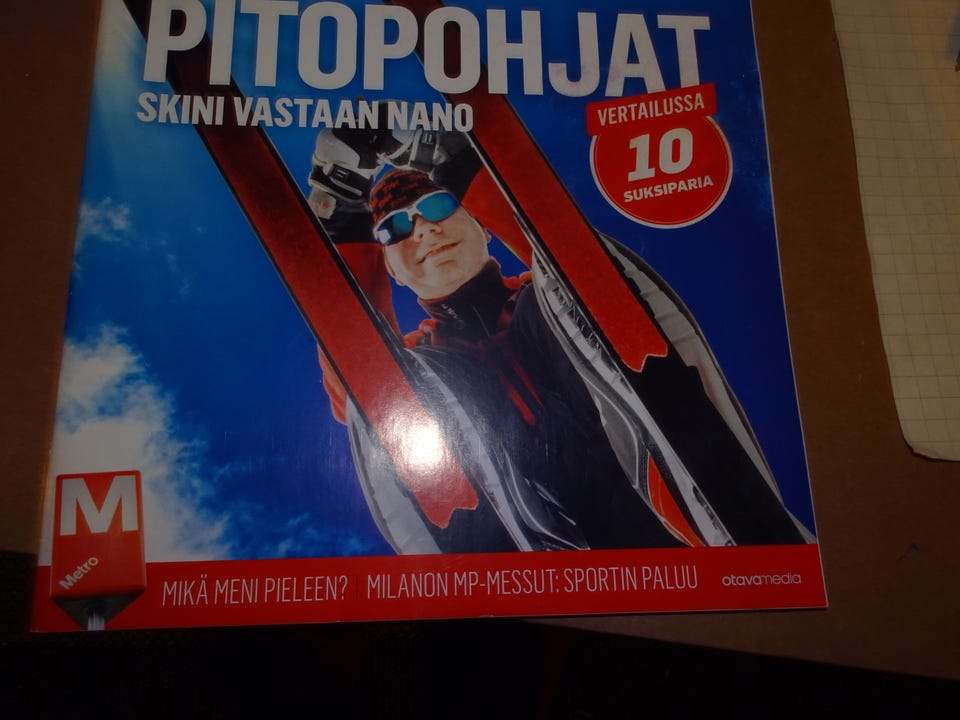 PITOPOHJAT
SKINI VASTAAN NANO
VERTAILUSSA
10
SUKSIPARIA
M
Metro
MIKÄ MENI PIELEEN? | MILANON MP-MESSUT: SPORTIN PALUU
otavamedia